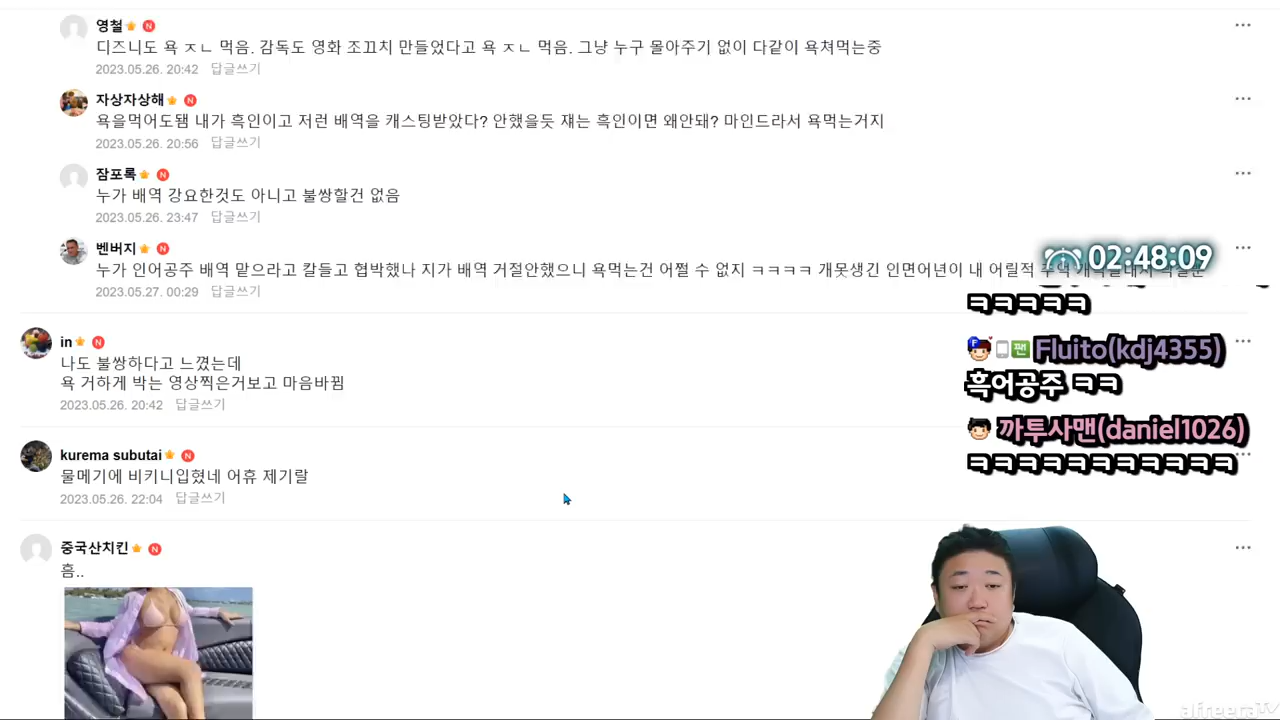 영철
디즈니도 욕 ㅈㄴ 먹음. 감독도 영화 조끄치 만들었다고 욕 ㅈㄴ 먹음. 그냥 누구 몰아주기 없이 다같이 욕쳐먹는중
2023.05.26. 20:42 답글쓰기
자상자상해
욕을먹어도됌 내가 흑인이고 저런 배역을 캐스팅받았다? 안했을듯 쟤는 흑인이면 왜안돼? 마인드라서 욕먹는거지
2023.05.26. 20:56 답글쓰기
잠포록
누가 배역 강요한것도 아니고 불쌍할건 없음
2023.05.26. 23:47 답글쓰기
벤버지
누가 인어공주 배역 맡으라고 칼들고 협박했나 지가 배역 거절안했으니 욕먹는건 어쩔 수 없지 ㅋㅋㅋㅋ 개못생긴 인면어년이 내 어릴적
2023.05.27. 00:29 답글쓰기
02:48:09
ㅋㅋㅋㅋㅋ
in
나도 불쌍하다고 느꼈는데
욕 거하게 박는 영상찍은거보고 마음바뀜
2023.05.26. 20:42 답글쓰기
팬 Fluito(kdj4355)
흑어공주 ㅋㅋ
까투사맨(daniel1026)
ㅋㅋㅋㅋㅋㅋㅋㅋㅋㅋㅋ
kurema subutai
물메기에 비키니입혔네 어휴 제기랄
2023.05.26. 22:04 답글쓰기
중국산치킨
흠..
afreecaTV